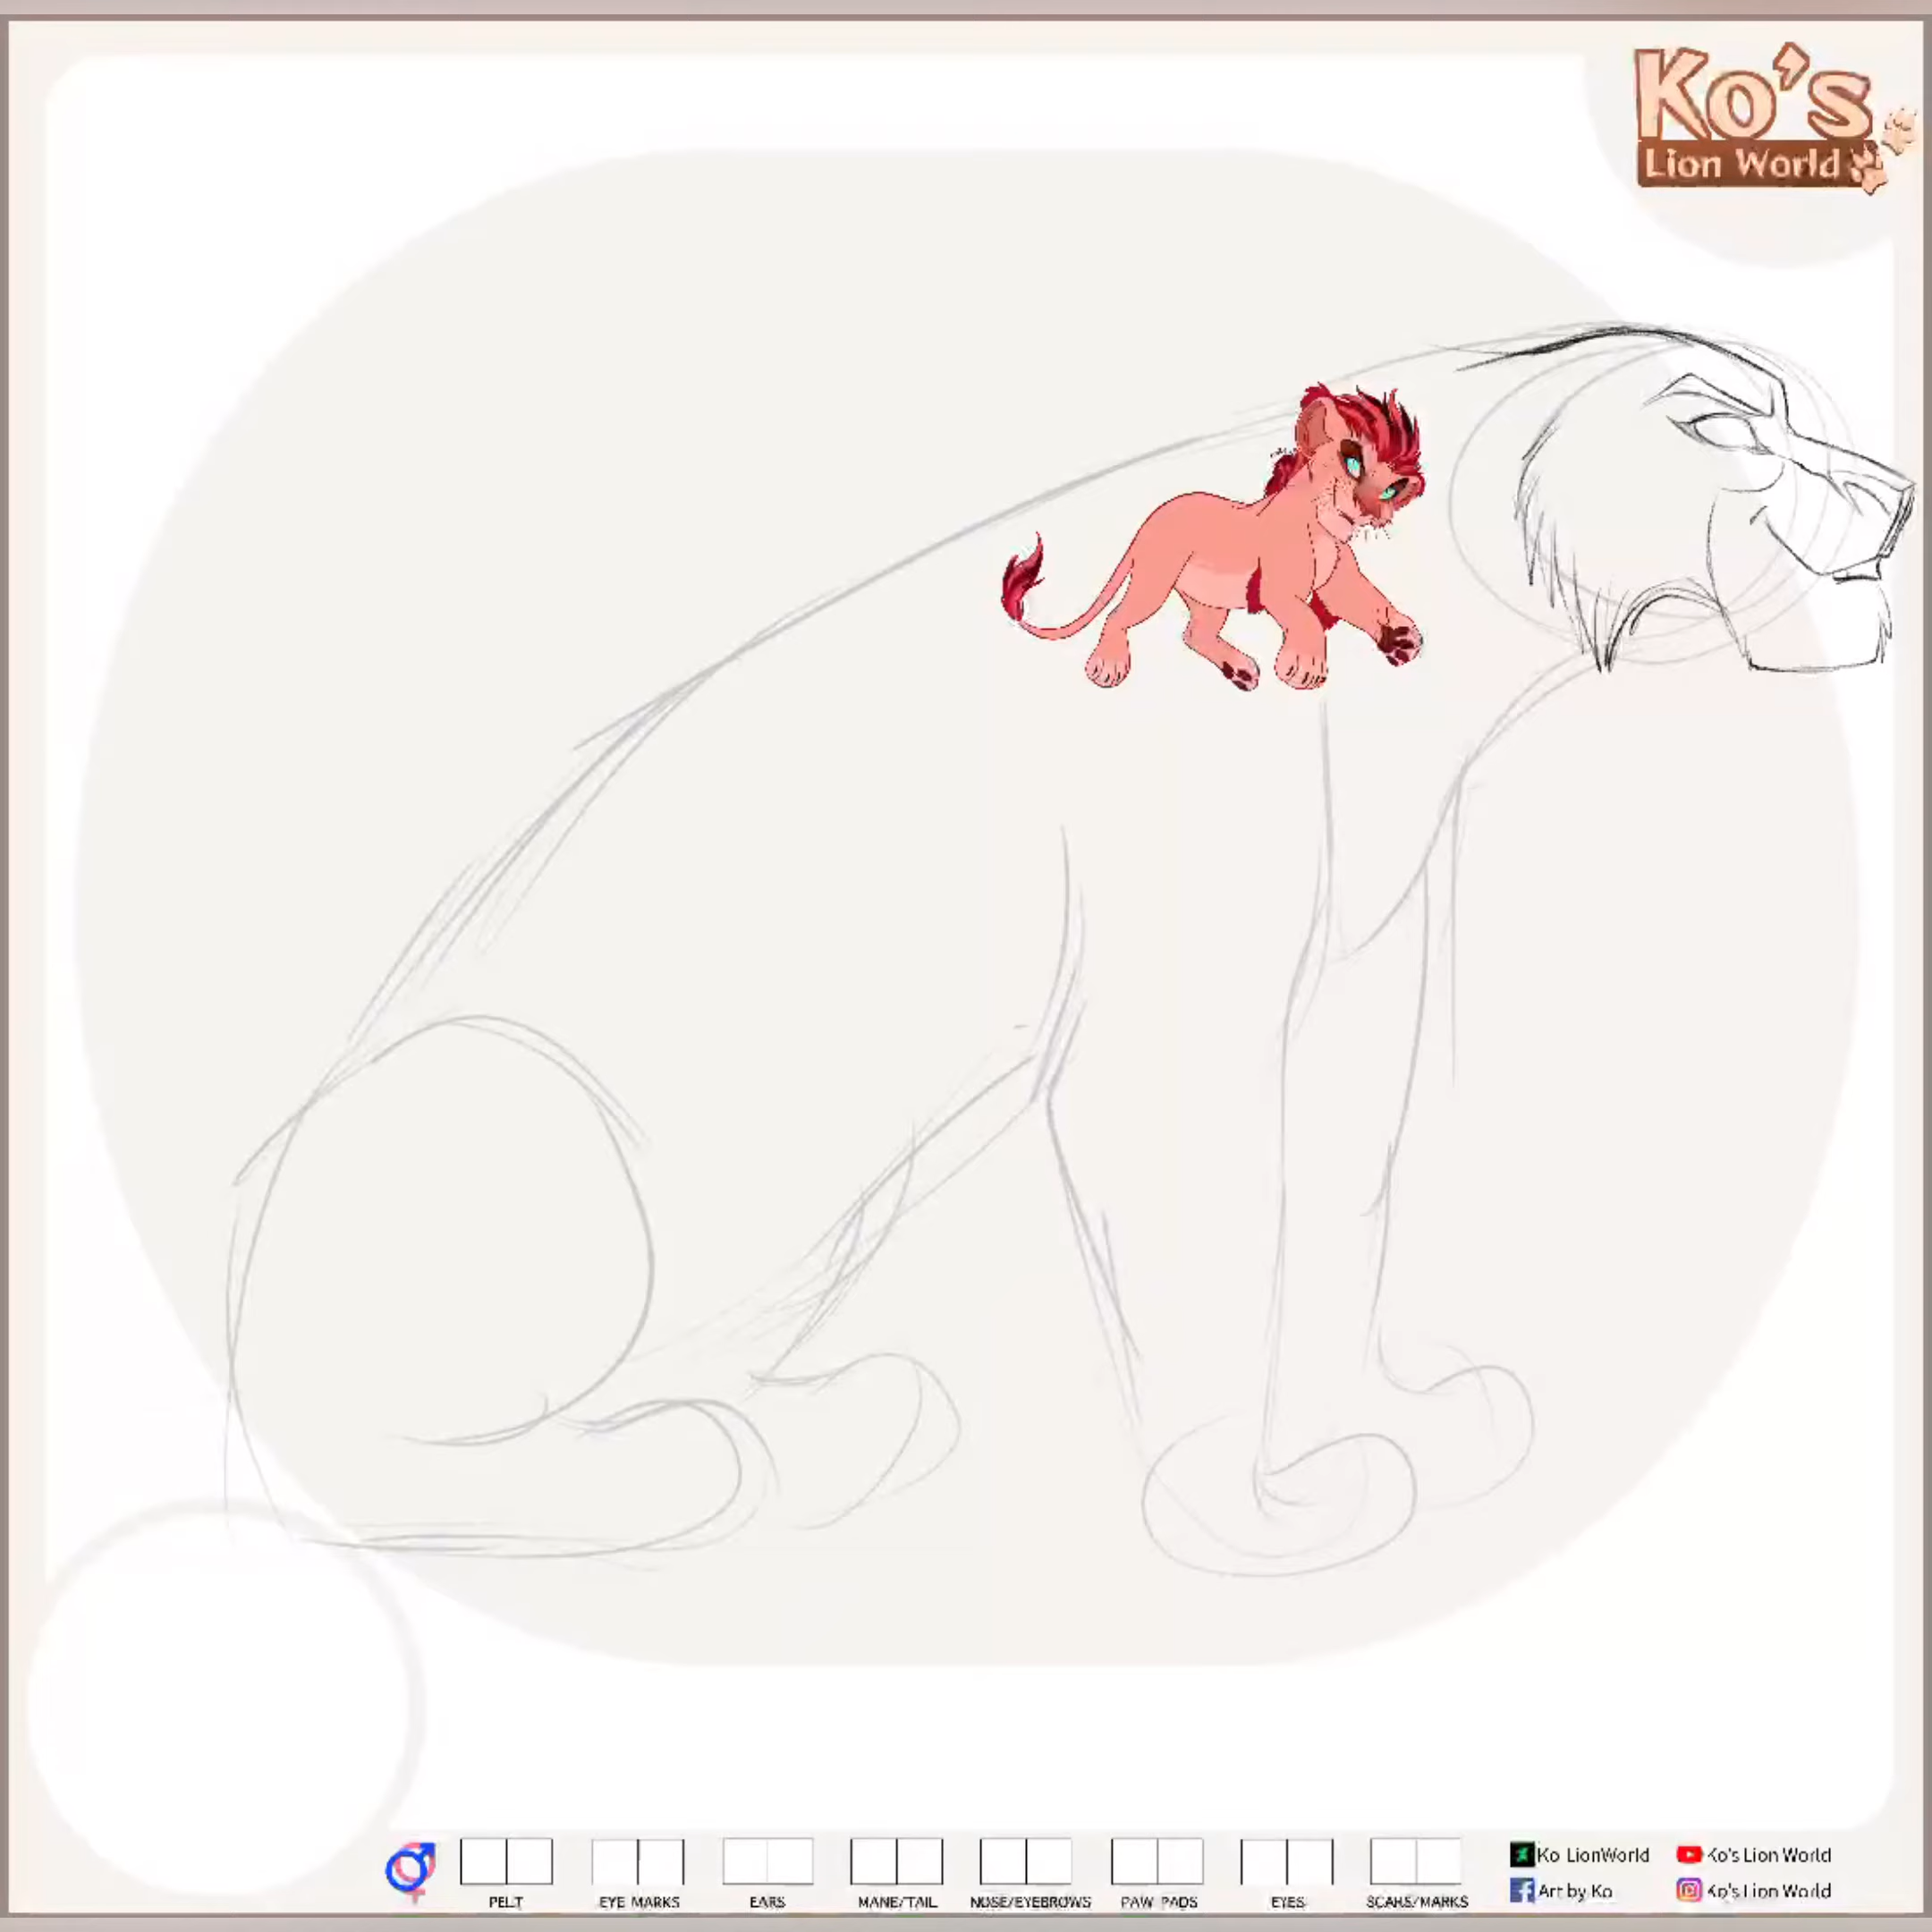 Ko's
Lion World
Ko LionWorld
Ko's Lion World
Art by Ko
Ko's Lion World
PELT
EYE MARKS
EARS
MANE/TAIL
NOSE/EYEBROWS
PAW PADS
EYES
SCARS/MARKS